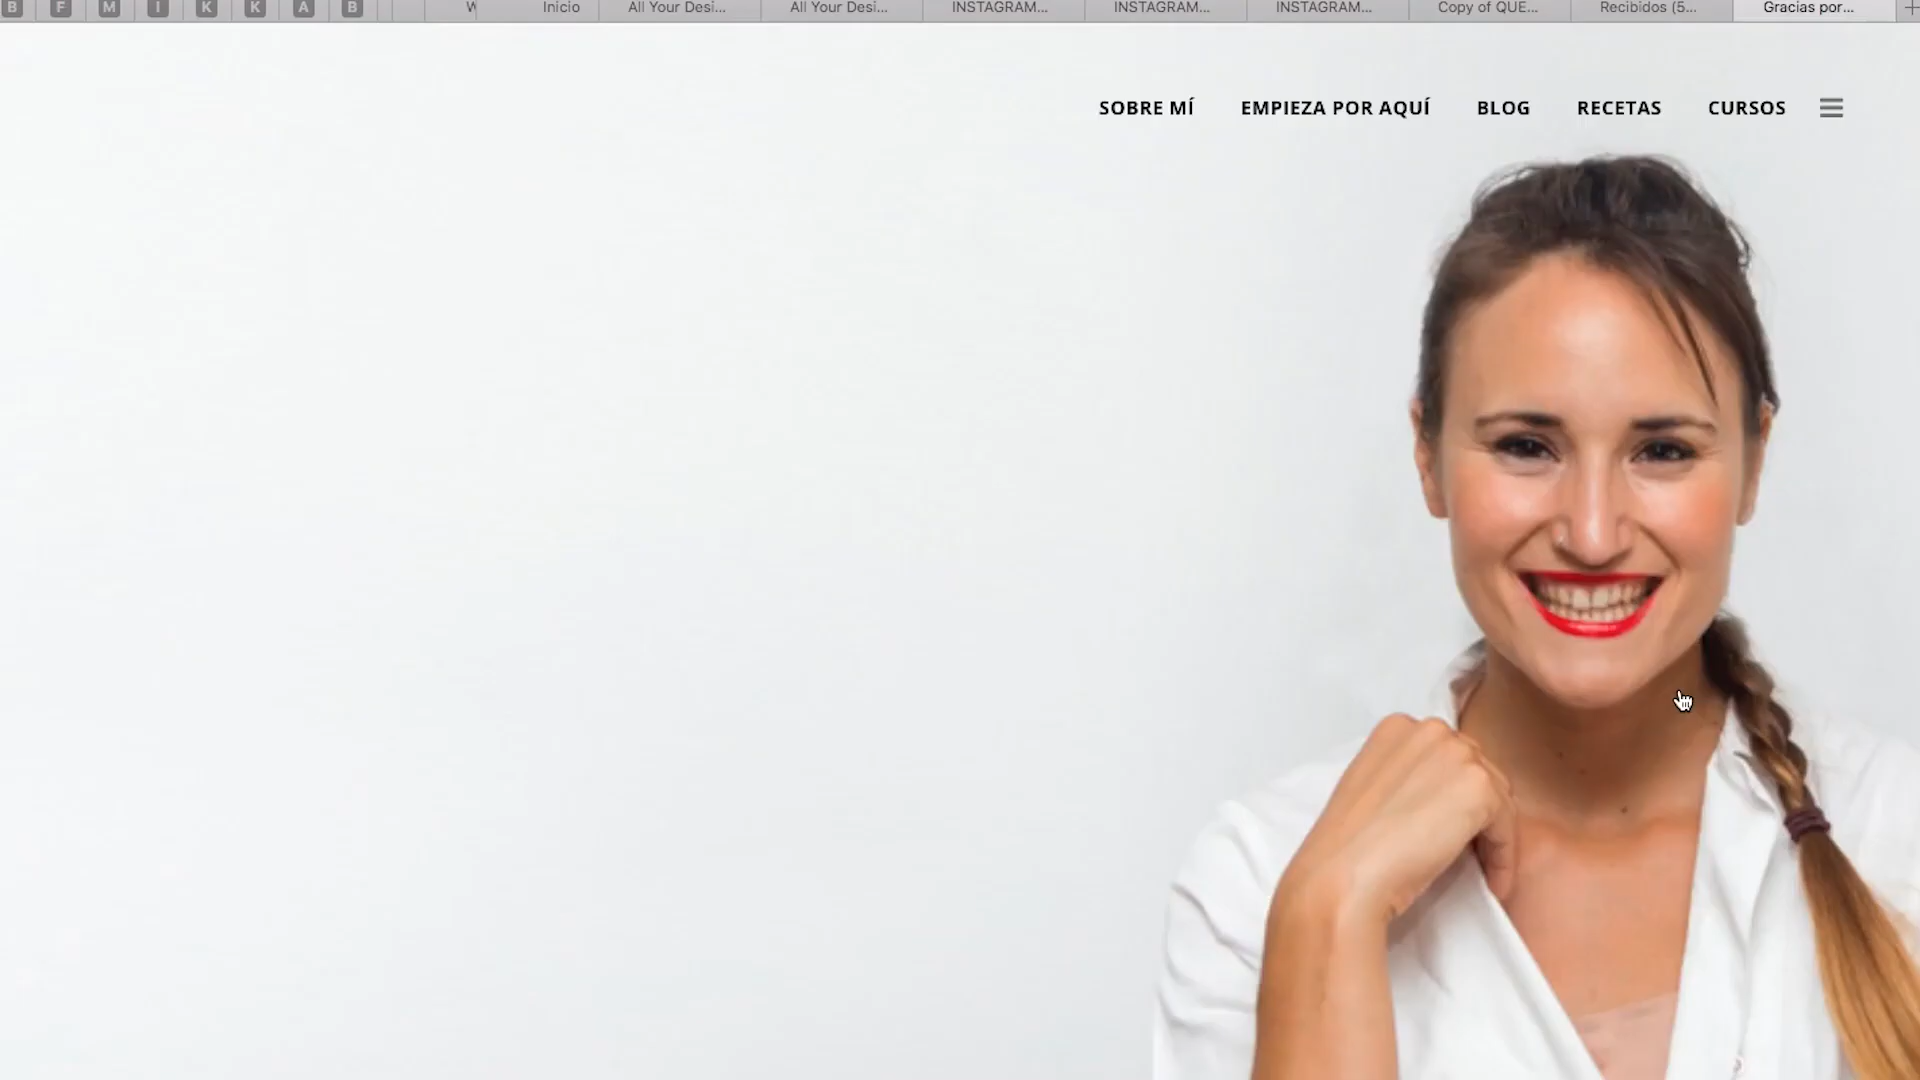 B F M I K K A B Inicio All Your Desi... All Your Desi... INSTAGRAM... INSTAGRAM... INSTAGRAM... Copy of QUE... Recibidos (5... Gracias por...
SOBRE MÍ EMPIEZA POR AQUÍ BLOG RECETAS CURSOS